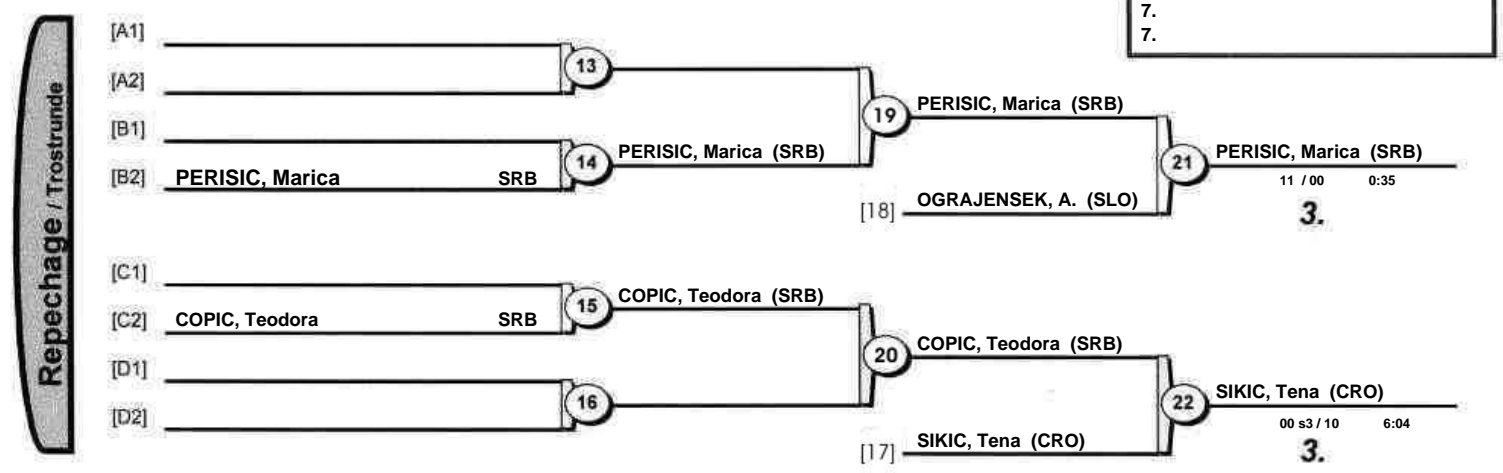 7.
7.
Repechage / Trostrunde
[A1]
13
[A2]
[B1]
14
[B2] PERISIC, Marica SRB
PERISIC, Marica (SRB)
19
PERISIC, Marica (SRB)
[18] OGRAJENSEK, A. (SLO)
21
PERISIC, Marica (SRB)
11 / 00 0:35
3.
[C1]
15
[C2] COPIC, Teodora SRB
COPIC, Teodora (SRB)
[D1]
16
[D2]
20
COPIC, Teodora (SRB)
[17] SIKIC, Tena (CRO)
22
SIKIC, Tena (CRO)
00 s3 / 10 6:04
3.